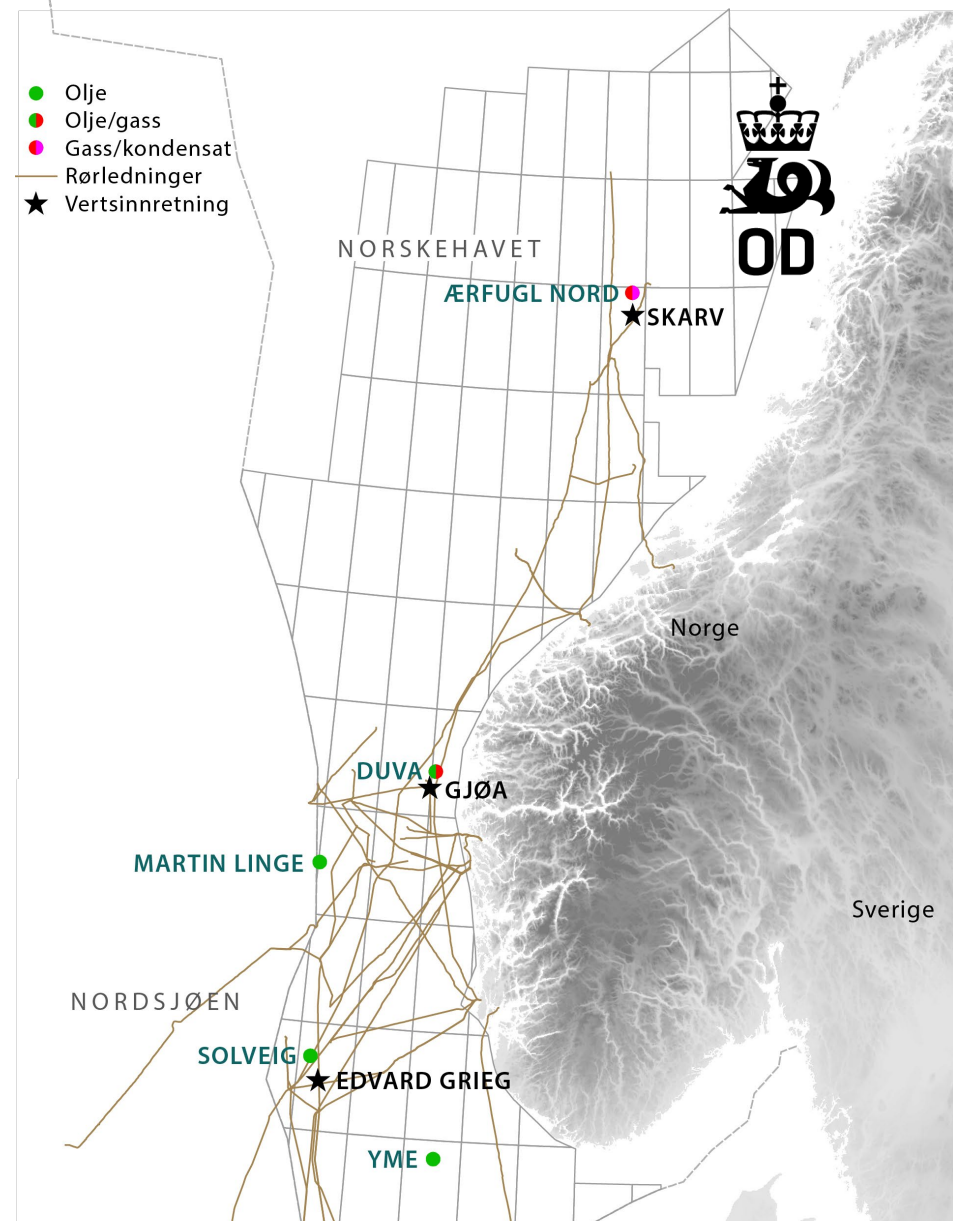 Olje
Olje/gass
Gass/kondensat
Rørledninger
Vertsinnretning
OD
NORSKEHAVET
ÆRFUGL NORD
SKARV
Norge
DUVA
GJØA
MARTIN LINGE
Sverige
NORDSJØEN
SOLVEIG
EDVARD GRIEG
YME